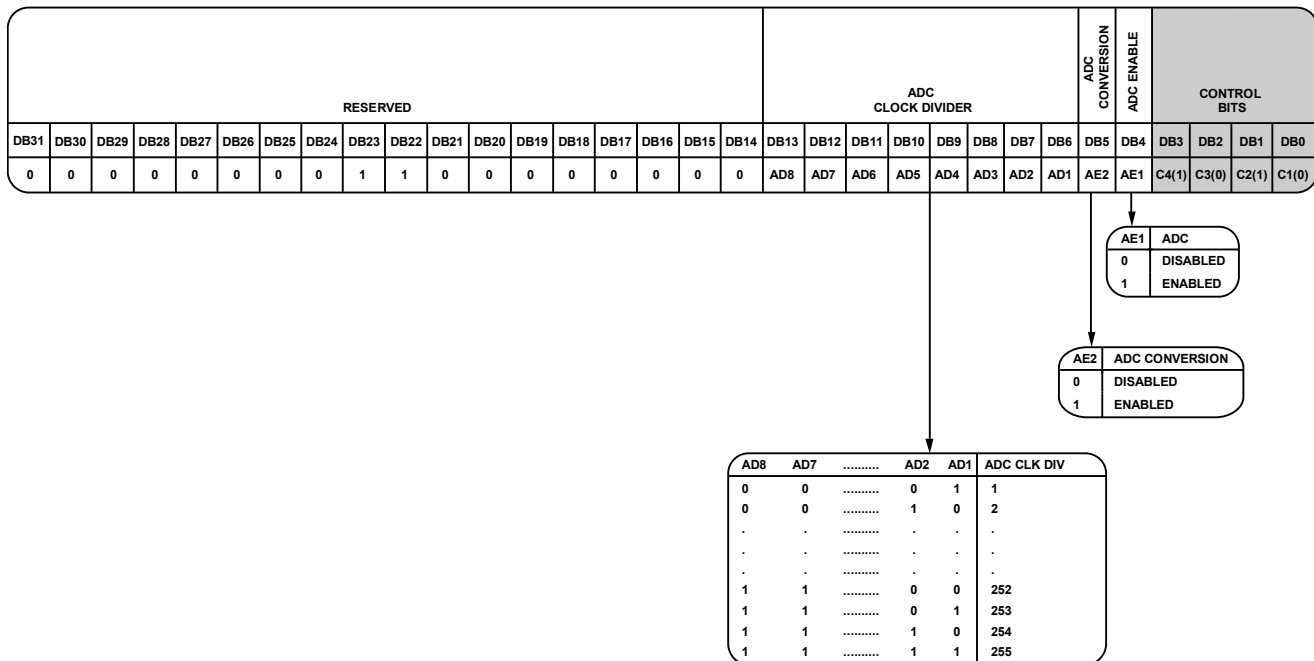 RESERVED
ADC
CLOCK DIVIDER
ADC
CONVERSION
ADC ENABLE
CONTROL
BITS
DB31 DB30 DB29 DB28 DB27 DB26 DB25 DB24 DB23 DB22 DB21 DB20 DB19 DB18 DB17 DB16 DB15 DB14 DB13 DB12 DB11 DB10 DB9 DB8 DB7 DB6 DB5 DB4 DB3 DB2 DB1 DB0
0 0 0 0 0 0 0 0 1 1 0 0 0 0 0 0 0 0 AD8 AD7 AD6 AD5 AD4 AD3 AD2 AD1 AE2 AE1 C4(1) C3(0) C2(1) C1(0)
AE1 ADC
0 DISABLED
1 ENABLED
AE2 ADC CONVERSION
0 DISABLED
1 ENABLED
AD8 AD7 .......... AD2 AD1 ADC CLK DIV
0 0 .......... 0 1 1
0 0 .......... 1 0 2
. . .......... . . .
. . .......... . . .
. . .......... . . .
1 1 .......... 0 0 252
1 1 .......... 0 1 253
1 1 .......... 1 0 254
1 1 .......... 1 1 255